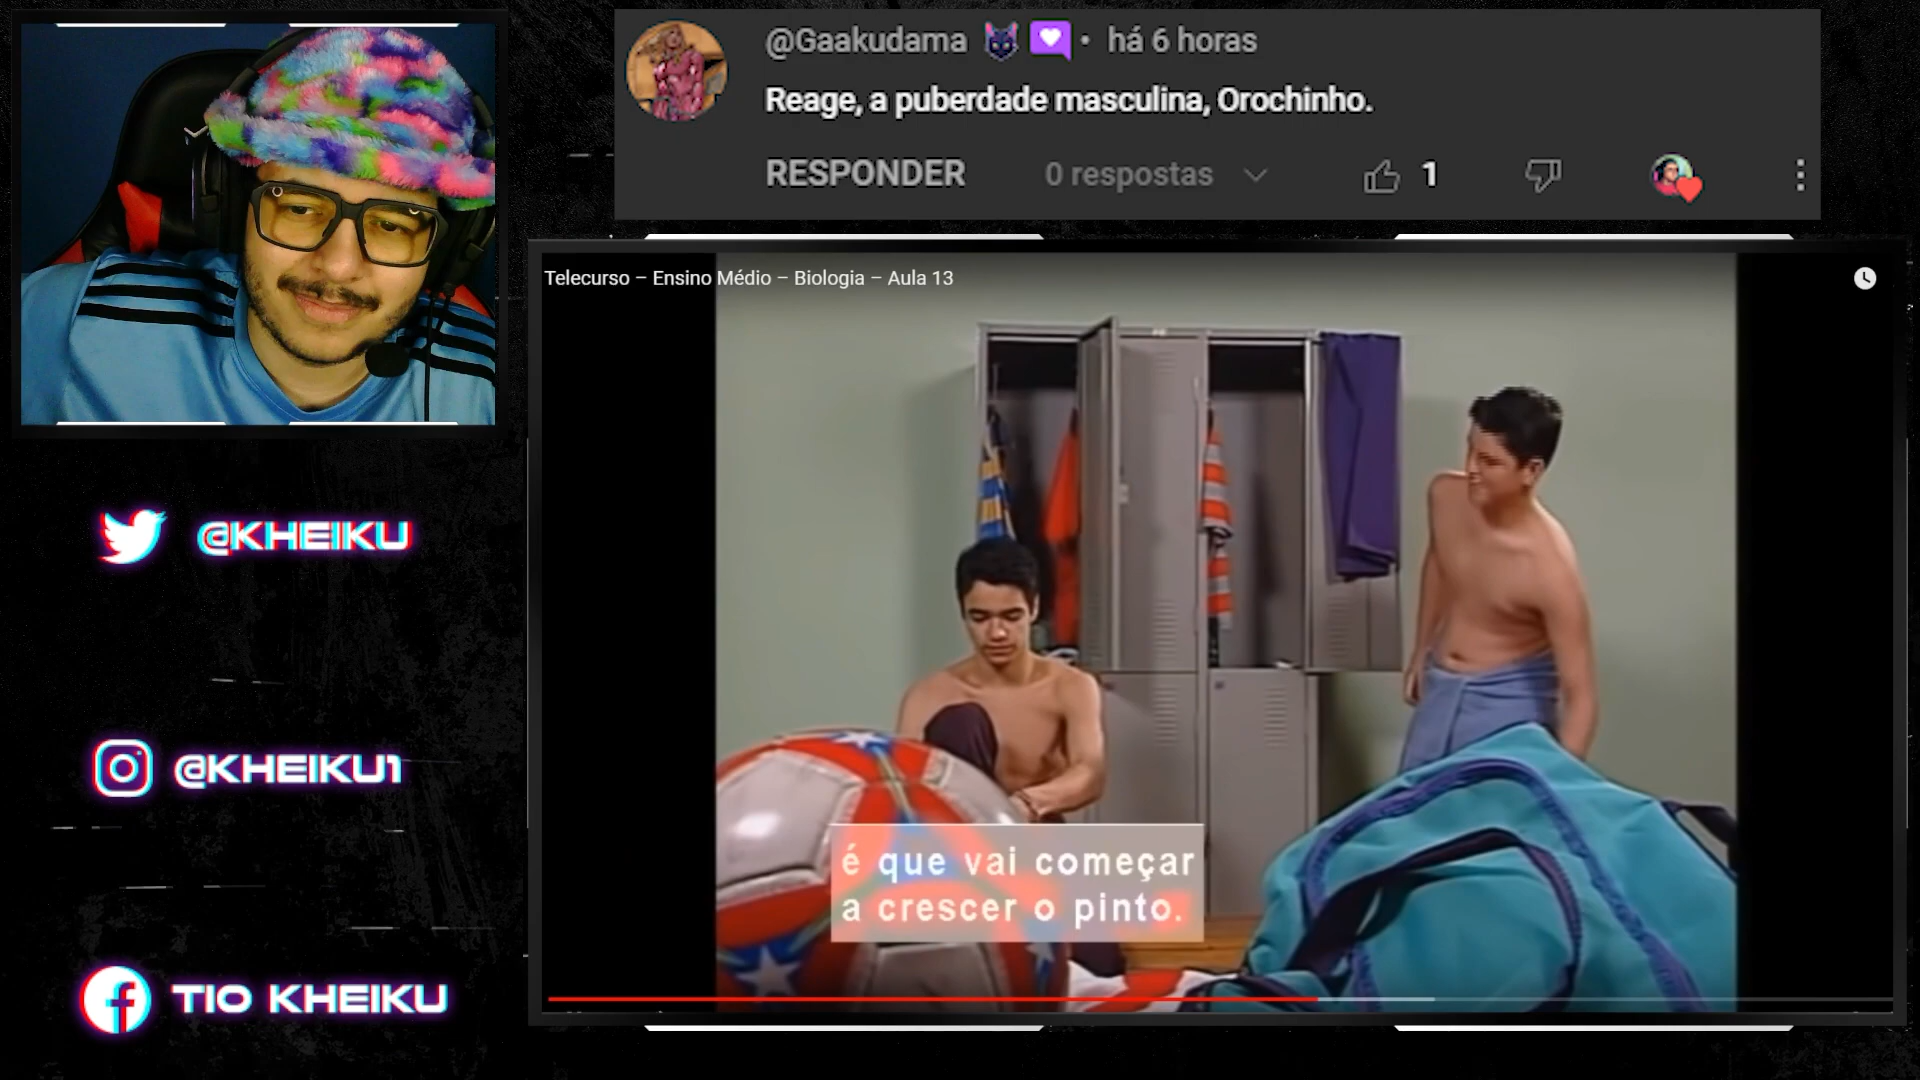 @Gaakudama • há 6 horas
Reage, a puberdade masculina, Orochinho.
RESPONDER 0 respostas 1
Telecurso – Ensino Médio – Biologia – Aula 13
é que vai começar
a crescer o pinto.
@KHEIKU
@KHEIKU1
TIO KHEIKU